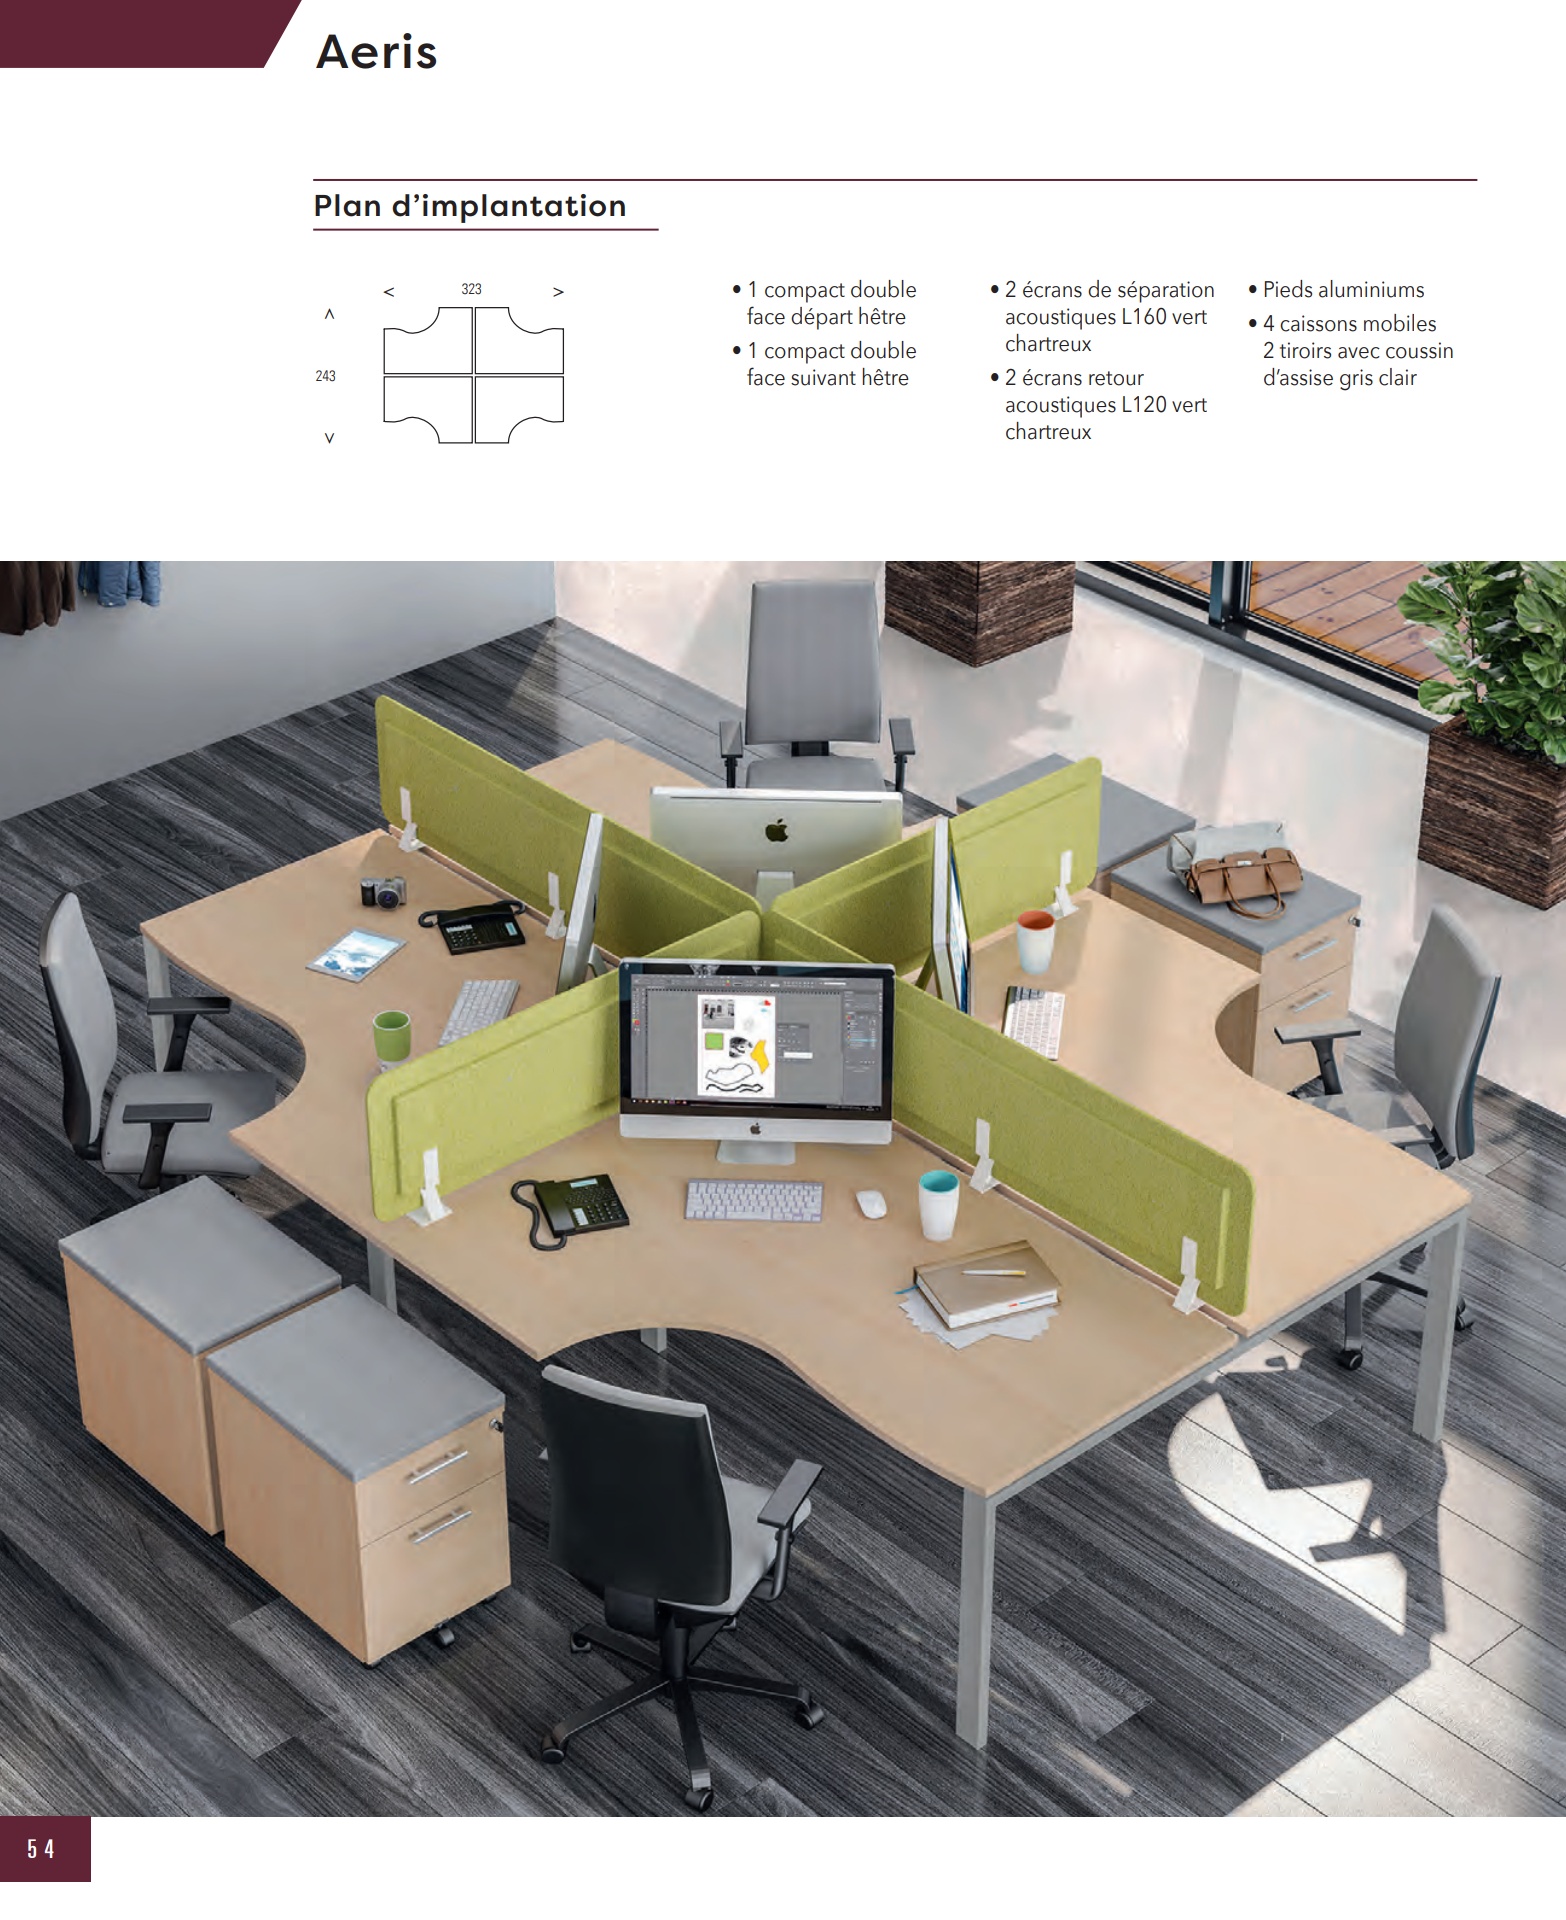 Aeris
Plan d’implantation
< 323 >
243
• 1 compact double
face départ hêtre
• 1 compact double
face suivant hêtre
• 2 écrans de séparation
acoustiques L160 vert
chartreux
• 2 écrans retour
acoustiques L120 vert
chartreux
• Pieds aluminiums
• 4 caissons mobiles
2 tiroirs avec coussin
d’assise gris clair
54